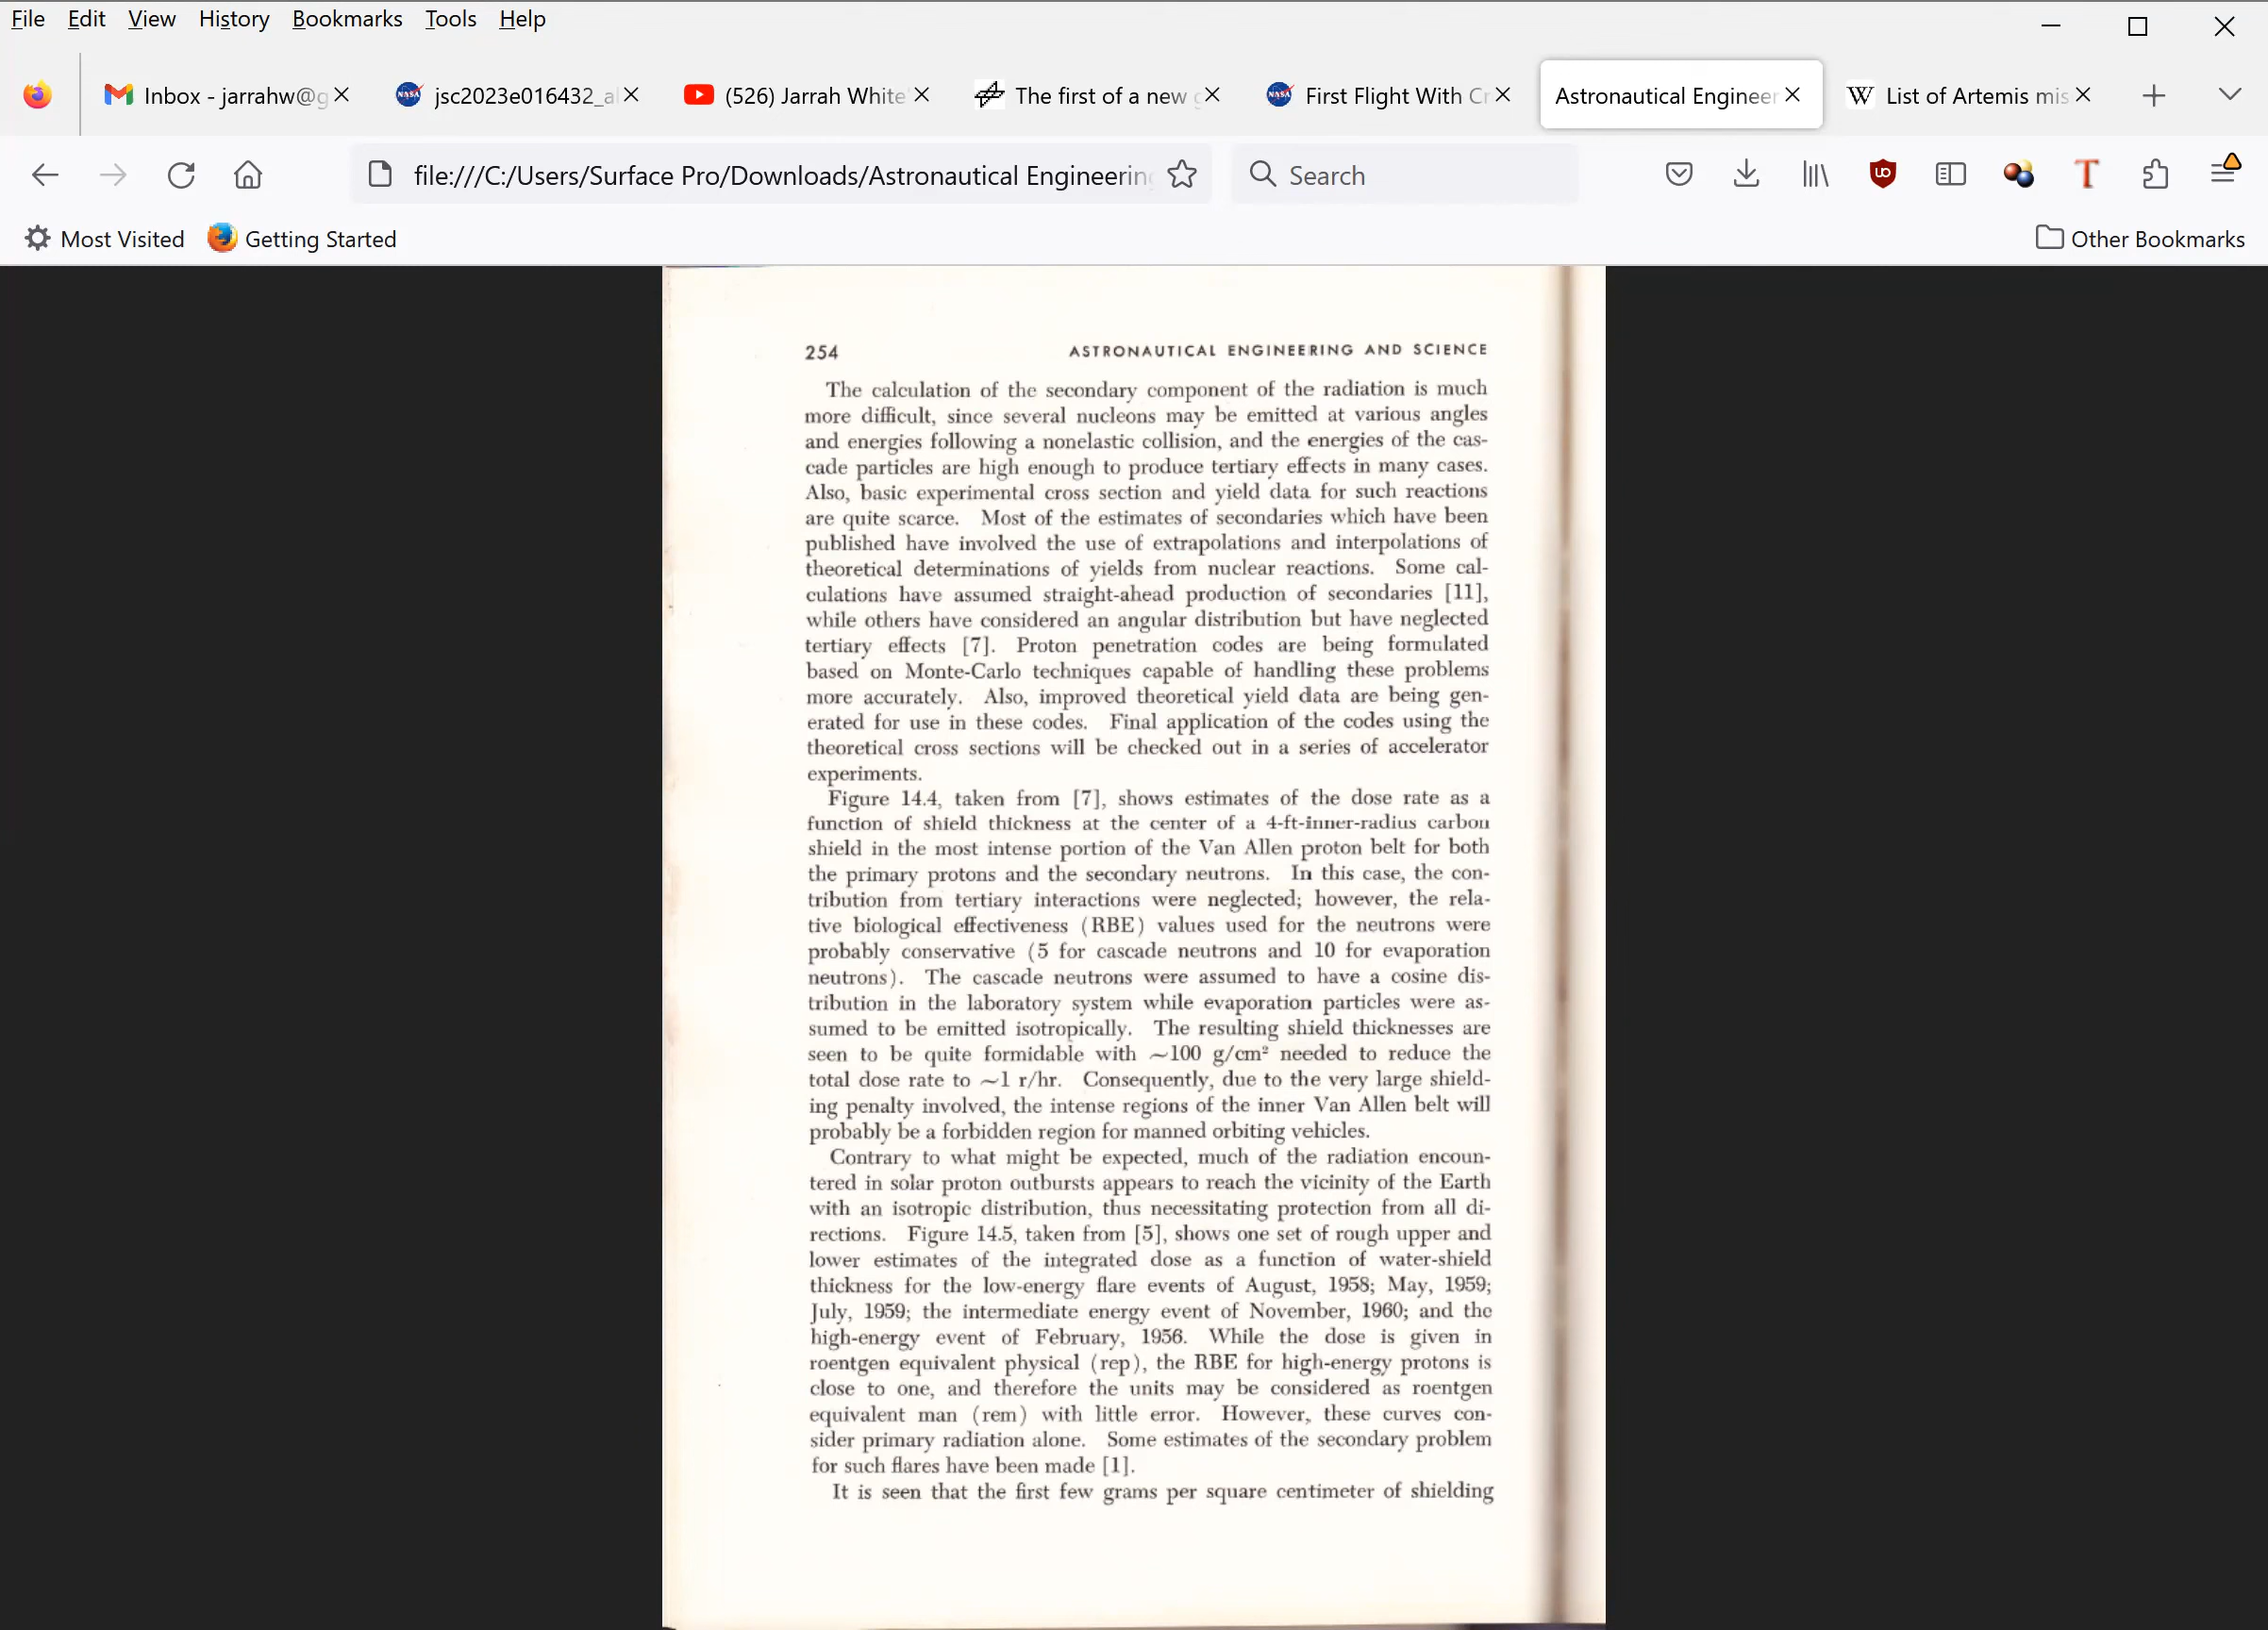 File Edit View History Bookmarks Tools Help
Inbox - jarrahw@g
jsc2023e016432_al
(526) Jarrah White
The first of a new g
First Flight With Cr
Astronautical Engineer
List of Artemis mis
file:///C:/Users/Surface Pro/Downloads/Astronautical Engineering
Search
Most Visited Getting Started Other Bookmarks
254 ASTRONAUTICAL ENGINEERING AND SCIENCE
The calculation of the secondary component of the radiation is much
more difficult, since several nucleons may be emitted at various angles
and energies following a nonelastic collision, and the energies of the cas-
cade particles are high enough to produce tertiary effects in many cases.
Also, basic experimental cross section and yield data for such reactions
are quite scarce. Most of the estimates of secondaries which have been
published have involved the use of extrapolations and interpolations of
theoretical determinations of yields from nuclear reactions. Some cal-
culations have assumed straight-ahead production of secondaries [11],
while others have considered an angular distribution but have neglected
tertiary effects [7]. Proton penetration codes are being formulated
based on Monte-Carlo techniques capable of handling these problems
more accurately. Also, improved theoretical yield data are being gen-
erated for use in these codes. Final application of the codes using the
theoretical cross sections will be checked out in a series of accelerator
experiments.
Figure 14.4, taken from [7], shows estimates of the dose rate as a
function of shield thickness at the center of a 4-ft-inner-radius carbon
shield in the most intense portion of the Van Allen proton belt for both
the primary protons and the secondary neutrons. In this case, the con-
tribution from tertiary interactions were neglected; however, the rela-
tive biological effectiveness (RBE) values used for the neutrons were
probably conservative (5 for cascade neutrons and 10 for evaporation
neutrons). The cascade neutrons were assumed to have a cosine dis-
tribution in the laboratory system while evaporation particles were as-
sumed to be emitted isotropically. The resulting shield thicknesses are
seen to be quite formidable with ~100 g/cm² needed to reduce the
total dose rate to ~1 r/hr. Consequently, due to the very large shield-
ing penalty involved, the intense regions of the inner Van Allen belt will
probably be a forbidden region for manned orbiting vehicles.
Contrary to what might be expected, much of the radiation encoun-
tered in solar proton outbursts appears to reach the vicinity of the Earth
with an isotropic distribution, thus necessitating protection from all di-
rections. Figure 14.5, taken from [5], shows one set of rough upper and
lower estimates of the integrated dose as a function of water-shield
thickness for the low-energy flare events of August, 1958; May, 1959;
July, 1959; the intermediate energy event of November, 1960; and the
high-energy event of February, 1956. While the dose is given in
roentgen equivalent physical (rep), the RBE for high-energy protons is
close to one, and therefore the units may be considered as roentgen
equivalent man (rem) with little error. However, these curves con-
sider primary radiation alone. Some estimates of the secondary problem
for such flares have been made [1].
It is seen that the first few grams per square centimeter of shielding